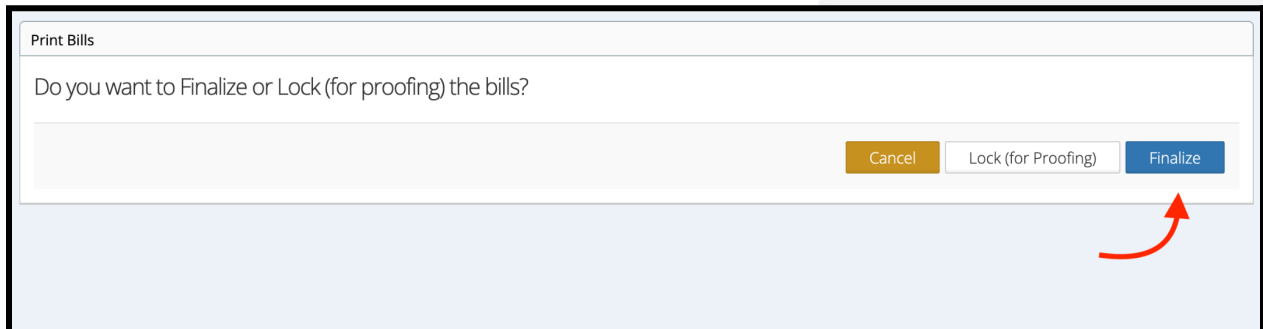 Print Bills
Do you want to Finalize or Lock (for proofing) the bills?
Cancel Lock (for Proofing) Finalize